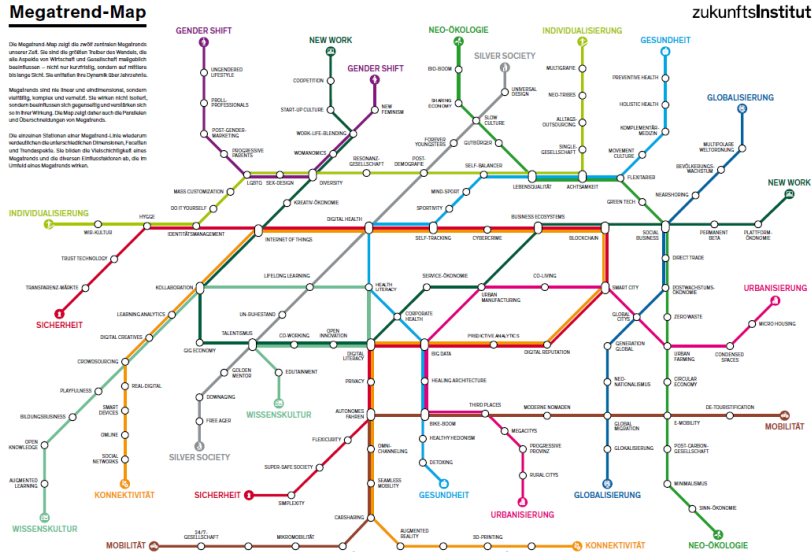 Megatrend-Map
zukunftsInstitut
Die Megatrend-Map zeigt die zwölf zentralen Megatrends
unserer Zeit. Sie sind die größten Treiber des Wandels, die
alle Aspekte von Wirtschaft und Gesellschaft maßgeblich
beeinflussen – nicht nur kurzfristig, sondern auf mittlere
bis lange Sicht. Sie entfalten ihre Dynamik über Jahrzehnte.
Megatrends sind nie linear und eindimensional, sondern
vielfältig, komplex und vernetzt. Sie wirken nicht isoliert,
sondern beeinflussen sich gegenseitig und verstärken sich
so in ihrer Wirkung. Die Map zeigt daher auch die Parallelen
und Überschneidungen von Megatrends.
Die einzelnen Stationen einer Megatrend-Linie wiederum
verdeutlichen die unterschiedlichen Dimensionen, Facetten
und Trendaspekte. Sie bilden die Vielschichtigkeit eines
Megatrends und die diversen Einflussfaktoren ab, die im
Umfeld eines Megatrends wirken.
GENDER SHIFT
UNGENDERED
LIFESTYLE
PROLL-
PROFESSIONALS
POST-GENDER-
MARKETING
PROGRESSIVE
PARENTS
LGBTQ
SEX-DESIGN
NEW WORK
COOPETITION
START-UP CULTURE
WORK-LIFE-BLENDING
WOMANOMICS
DIVERSITY
GENDER SHIFT
NEW
FEMINISM
NEO-ÖKOLOGIE
BIO-BOOM
SHARING
ECONOMY
SLOW
CULTURE
GUTBÜRGER
SILVER SOCIETY
UNIVERSAL
DESIGN
FOREVER
YOUNGSTERS
POST-
DEMOGRAFIE
RESONANZ-
GESELLSCHAFT
SELF-BALANCER
MIND-SPORT
SPORTIVITY
LEBENSQUALITÄT
ACHTSAMKEIT
INDIVIDUALISIERUNG
MULTIGRAFIE
NEO-TRIBES
ALLTAGS-
OUTSOURCING
SINGLE-
GESELLSCHAFT
GESUNDHEIT
PREVENTIVE HEALTH
HOLISTIC HEALTH
KOMPLEMENTÄR-
MEDIZIN
MOVEMENT
CULTURE
FLEXITARIER
GREEN TECH
GLOBALISIERUNG
MULTIPOLARE
WELTORDNUNG
BEVÖLKERUNGS-
WACHSTUM
NEARSHORING
NEW WORK
PLATTFORM-
ÖKONOMIE
PERMANENT
BETA
SOCIAL
BUSINESS
INDIVIDUALISIERUNG
WIR-KULTUR
HYGGE
MASS CUSTOMIZATION
DO IT YOURSELF
IDENTITÄTSMANAGEMENT
KREATIV-ÖKONOMIE
INTERNET OF THINGS
DIGITAL HEALTH
SELF-TRACKING
CYBERCRIME
BUSINESS ECOSYSTEMS
BLOCKCHAIN
TRUST TECHNOLOGY
TRANSPARENZ-MÄRKTE
SICHERHEIT
KOLLABORATION
LIFELONG LEARNING
UN-RUHESTAND
HEALTH
LITERACY
SERVICE-ÖKONOMIE
CO-LIVING
URBAN
MANUFACTURING
SMART CITY
DIRECT TRADE
POSTWACHSTUMS-
ÖKONOMIE
URBANISIERUNG
MICRO HOUSING
LEARNING ANALYTICS
DIGITAL CREATIVES
CROWDSOURCING
TALENTISMUS
CO-WORKING
OPEN
INNOVATION
GIG ECONOMY
CORPORATE
HEALTH
DIGITAL
LITERACY
BIG DATA
PREDICTIVE ANALYTICS
DIGITAL REPUTATION
GLOBAL
CITYS
GENERATION
GLOBAL
ZERO WASTE
URBAN
FARMING
CONDENSED
SPACES
PLAYFULNESS
REAL-DIGITAL
BILDUNGSBUSINESS
SMART
DEVICES
ONLINE
OPEN
KNOWLEDGE
SOCIAL
NETWORKS
AUGMENTED
LEARNING
WISSENSKULTUR
KONNEKTIVITÄT
GOLDEN
MENTOR
DOWNAGING
FREE AGER
SILVER SOCIETY
EDUTAINMENT
WISSENSKULTUR
PRIVACY
HEALING ARCHITECTURE
NEO-
NATIONALISMUS
CIRCULAR
ECONOMY
AUTONOMES
FAHREN
THIRD PLACES
MODERNE NOMADEN
DE-TOURISTIFICATION
MOBILITÄT
BIKE-BOOM
MEGACITYS
GLOBAL
MIGRATION
E-MOBILITY
FLEXICURITY
OMNI-
CHANNELING
HEALTHY HEDONISM
PROGRESSIVE
PROVINZ
GLOKALISIERUNG
POST-CARBON-
GESELLSCHAFT
SUPER-SAFE SOCIETY
DETOXING
RURAL CITYS
SICHERHEIT
SIMPLEXITY
SEAMLESS
MOBILITY
GESUNDHEIT
URBANISIERUNG
GLOBALISIERUNG
MINIMALISMUS
SINN-ÖKONOMIE
NEO-ÖKOLOGIE
CARSHARING
MOBILITÄT
24/7-
GESELLSCHAFT
MIKROMOBILITÄT
AUGMENTED
REALITY
3D-PRINTING
KONNEKTIVITÄT